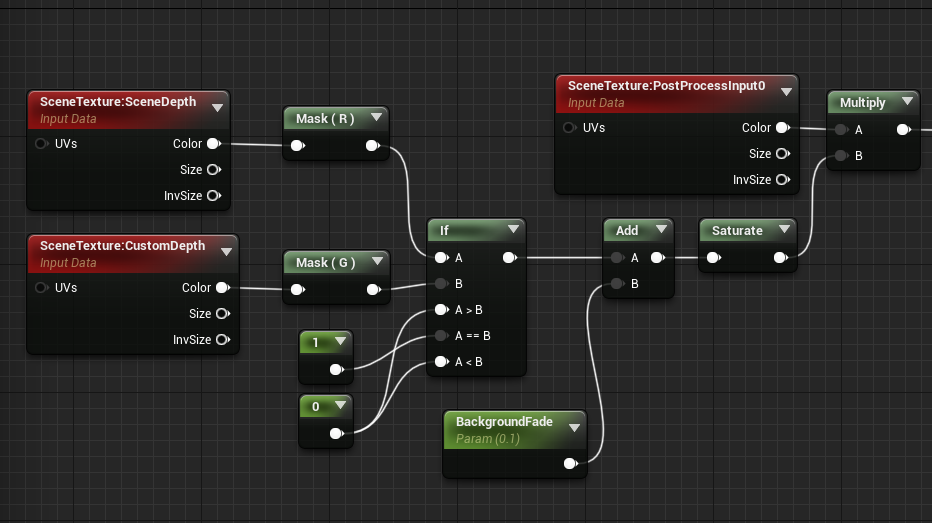 SceneTexture:SceneDepth
Input Data
UVs
Color
Size
InvSize
Mask ( R )
SceneTexture:CustomDepth
Input Data
UVs
Color
Size
InvSize
Mask ( G )
1
0
If
A
B
A > B
A == B
A < B
BackgroundFade
Param (0.1)
Add
A
B
Saturate
SceneTexture:PostProcessInput0
Input Data
UVs
Color
Size
InvSize
Multiply
A
B